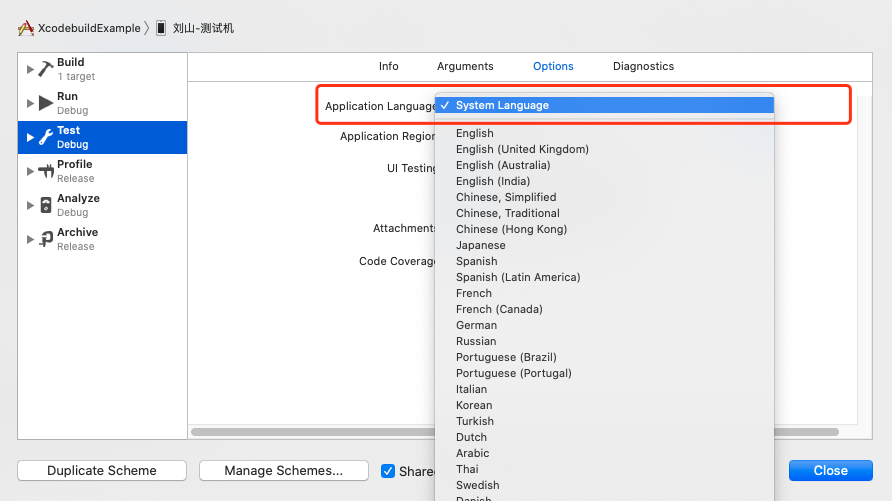 XcodebuildExample 刘山-测试机
Build
1 target
Run
Debug
Test
Debug
Profile
Release
Analyze
Debug
Archive
Release
Info Arguments Options Diagnostics
Application Language
Application Region
UI Testing
Attachments
Code Coverage
✓ System Language
English
English (United Kingdom)
English (Australia)
English (India)
Chinese, Simplified
Chinese, Traditional
Chinese (Hong Kong)
Japanese
Spanish
Spanish (Latin America)
French
French (Canada)
German
Russian
Portuguese (Brazil)
Portuguese (Portugal)
Italian
Korean
Turkish
Dutch
Arabic
Thai
Swedish
Danish
Duplicate Scheme Manage Schemes... Shared Close